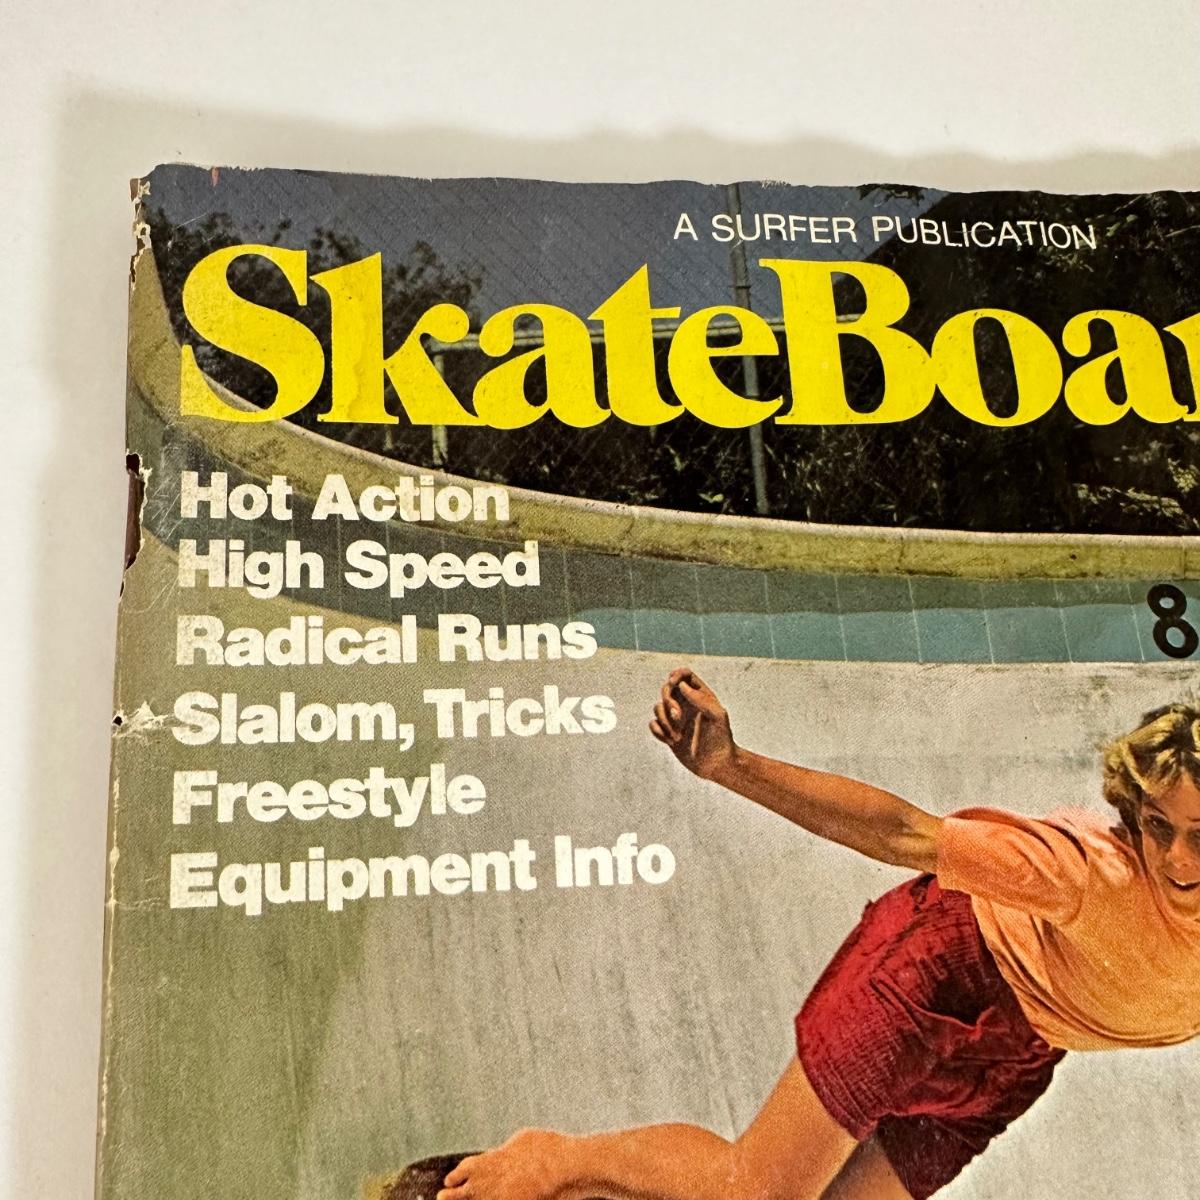 A SURFER PUBLICATION
SkateBoar
Hot Action
High Speed
8
Radical Runs
Slalom, Tricks
Freestyle
Equipment Info